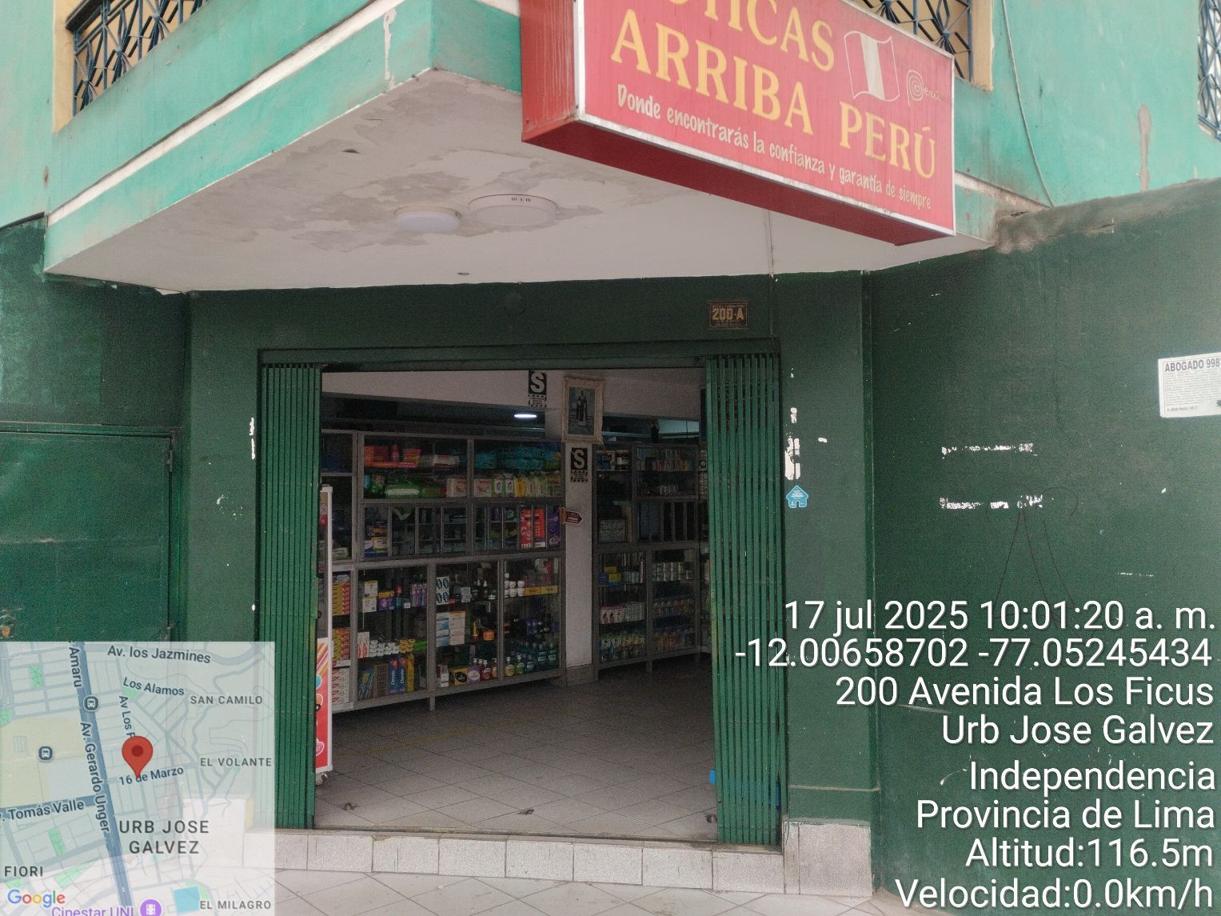 ARRIBA PERÚ
Donde encontrarás la confianza y garantía de siempre
200-A
S
S
ABOGADO 998
17 jul 2025 10:01:20 a. m.
-12.00658702 -77.05245434
200 Avenida Los Ficus
Urb Jose Galvez
Independencia
Provincia de Lima
Altitud:116.5m
Velocidad:0.0km/h
Av. los Jazmines
Los Alamos
SAN CAMILO
Av. Gerardo Unger
EL VOLANTE
16 de Marzo
Tomás Valle
URB JOSE
GALVEZ
FIORI
Google
Cinestar UNI
EL MILAGRO